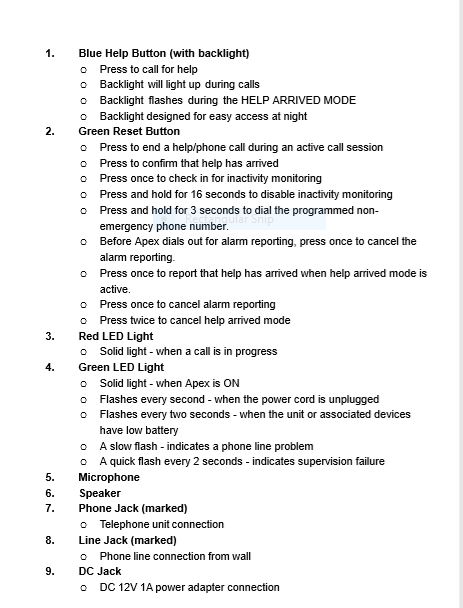 1. Blue Help Button (with backlight)
o Press to call for help
o Backlight will light up during calls
o Backlight flashes during the HELP ARRIVED MODE
o Backlight designed for easy access at night
2. Green Reset Button
o Press to end a help/phone call during an active call session
o Press to confirm that help has arrived
o Press once to check in for inactivity monitoring
o Press and hold for 16 seconds to disable inactivity monitoring
o Press and hold for 3 seconds to dial the programmed non-
emergency phone number.
Rectangular Snip
o Before Apex dials out for alarm reporting, press once to cancel the
alarm reporting.
o Press once to report that help has arrived when help arrived mode is
active.
o Press once to cancel alarm reporting
o Press twice to cancel help arrived mode
3. Red LED Light
o Solid light - when a call is in progress
4. Green LED Light
o Solid light - when Apex is ON
o Flashes every second - when the power cord is unplugged
o Flashes every two seconds - when the unit or associated devices
have low battery
o A slow flash - indicates a phone line problem
o A quick flash every 2 seconds - indicates supervision failure
5. Microphone
6. Speaker
7. Phone Jack (marked)
o Telephone unit connection
8. Line Jack (marked)
o Phone line connection from wall
9. DC Jack
o DC 12V 1A power adapter connection